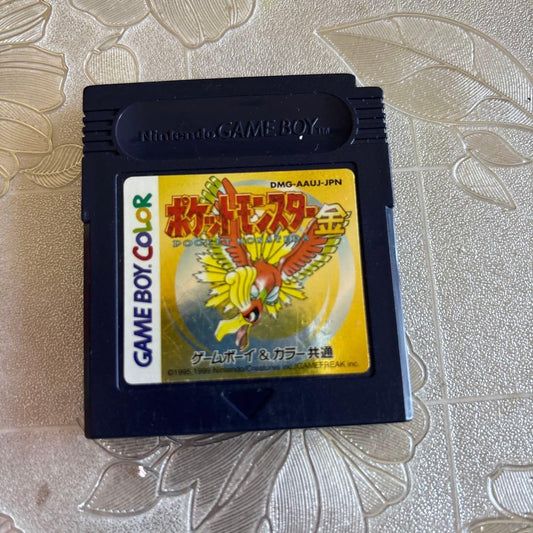 Nintendo GAME BOY™
DMG-AAUJ-JPN
ポケットモンスター金
POCKET MONSTERS
GAME BOY COLOR
ゲームボーイ&カラー共通
©1995,1999 Nintendo/Creatures inc./GAMEFREAK inc.